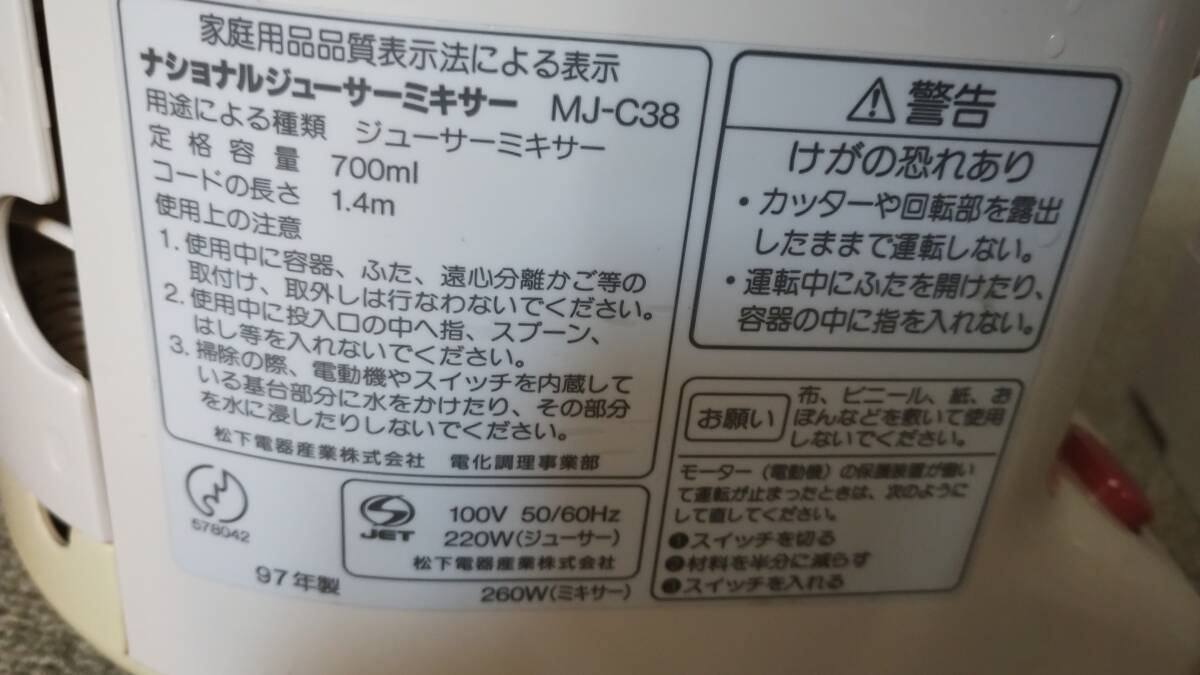 家庭用品品質表示法による表示
ナショナルジューサーミキサー MJ-C38
用途による種類 ジューサーミキサー
定格容量 700ml
コードの長さ 1.4m
使用上の注意
1. 使用中に容器、ふた、遠心分離かご等の
取付け、取外しは行なわないでください。
2. 使用中に投入口の中へ指、スプーン、
はし等を入れないでください。
3. 掃除の際、電動機やスイッチを内蔵して
いる基台部分に水をかけたり、その部分
を水に浸したりしないでください。
松下電器産業株式会社 電化調理事業部
578042
JET
100V 50/60Hz
220W(ジューサー)
松下電器産業株式会社
97年製
260W(ミキサー)
警告
けがの恐れあり
・カッターや回転部を露出
したままで運転しない。
・運転中にふたを開けたり、
容器の中に指を入れない。
お願い
布、ビニール、紙、お
ぼんなどを敷いて使用
しないでください。
モーター(電動機)の保護装置が働い
て運転が止まったときは、次のように
して直してください。
❶スイッチを切る
❷材料を半分に減らす
❸スイッチを入れる